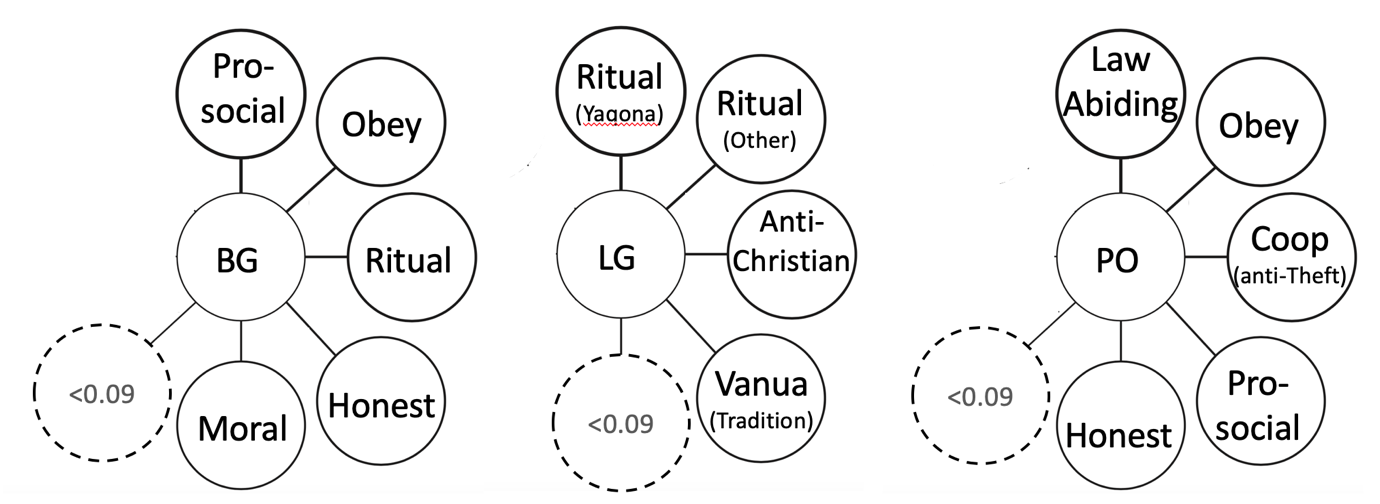 Pro-
social
Obey
BG
Ritual
<0.09
Moral
Honest
Ritual
(Yaqona)
Ritual
(Other)
LG
Anti-
Christian
<0.09
Vanua
(Tradition)
Law
Abiding
Obey
PO
Coop
(anti-Theft)
<0.09
Honest
Pro-
social